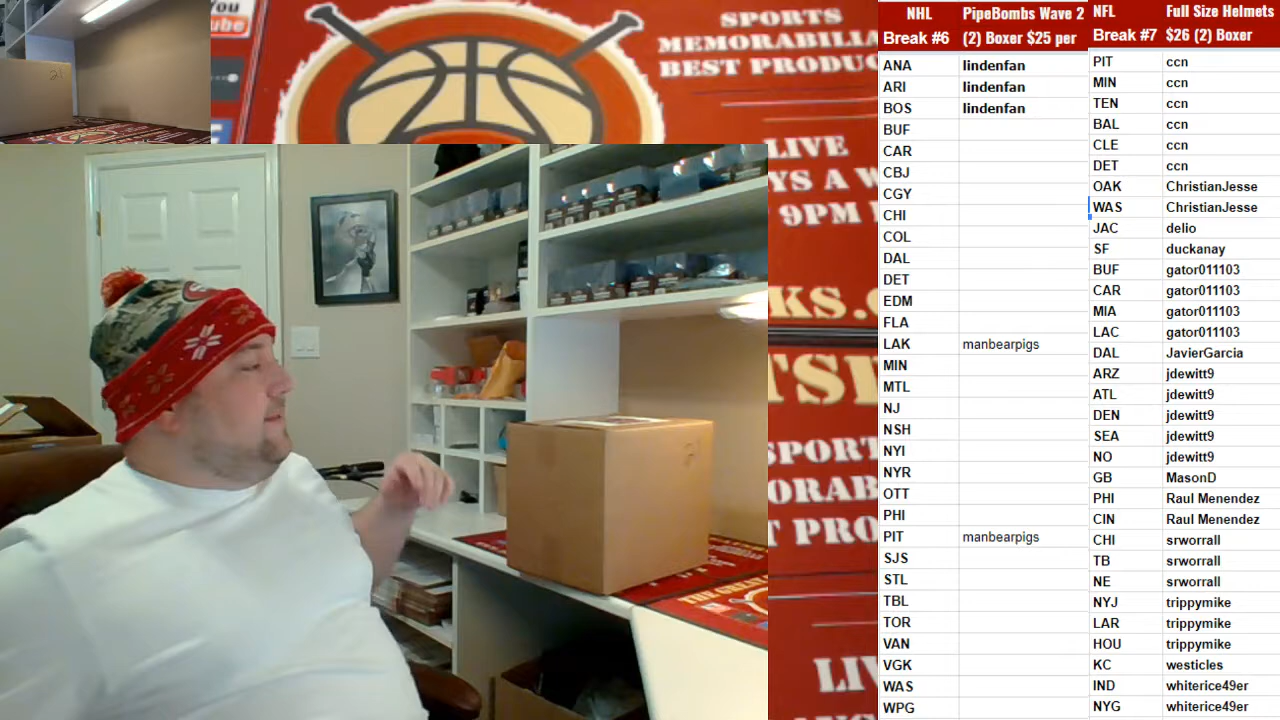 You
Tube
SPORTS
MEMORABILIA
BEST PRODUC
LIVE
YS A W
9PM
KS.
TS
SPORT
ORAB
T PRO
LIV
THE GREA
NHL PipeBombs Wave 2
Break #6 (2) Boxer $25 per
ANA lindenfan
ARI lindenfan
BOS lindenfan
BUF
CAR
CBJ
CGY
CHI
COL
DAL
DET
EDM
FLA
LAK manbearpigs
MIN
MTL
NJ
NSH
NYI
NYR
OTT
PHI
PIT manbearpigs
SJS
STL
TBL
TOR
VAN
VGK
WAS
WPG
NFL Full Size Helmets
Break #7 $26 (2) Boxer
PIT ccn
MIN ccn
TEN ccn
BAL ccn
CLE ccn
DET ccn
OAK ChristianJesse
WAS ChristianJesse
JAC delio
SF duckanay
BUF gator011103
CAR gator011103
MIA gator011103
LAC gator011103
DAL JavierGarcia
ARZ jdewitt9
ATL jdewitt9
DEN jdewitt9
SEA jdewitt9
NO jdewitt9
GB MasonD
PHI Raul Menendez
CIN Raul Menendez
CHI srworrall
TB srworrall
NE srworrall
NYJ trippymike
LAR trippymike
HOU trippymike
KC westicles
IND whiterice49er
NYG whiterice49er